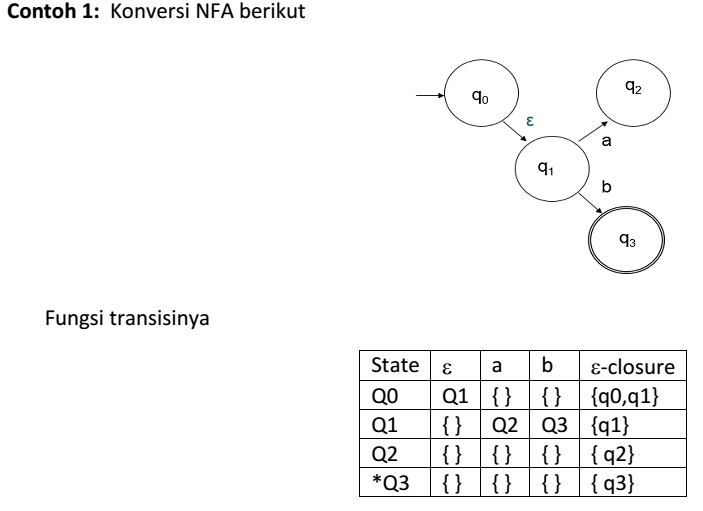 Contoh 1: Konversi NFA berikut
q0
q2
ε
a
q1
b
q3
Fungsi transisinya
State ε a b ε-closure
Q0 Q1 {} {} {q0,q1}
Q1 {} Q2 Q3 {q1}
Q2 {} {} {} { q2}
*Q3 {} {} {} { q3}